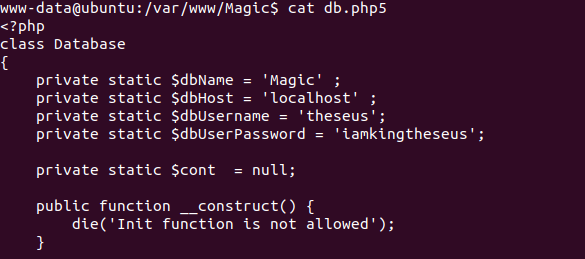 www-data@ubuntu:/var/www/Magic$ cat db.php5
<?php
class Database
{
    private static $dbName = 'Magic' ;
    private static $dbHost = 'localhost' ;
    private static $dbUsername = 'theseus';
    private static $dbUserPassword = 'iamkingtheseus';

    private static $cont  = null;

    public function __construct() {
        die('Init function is not allowed');
    }